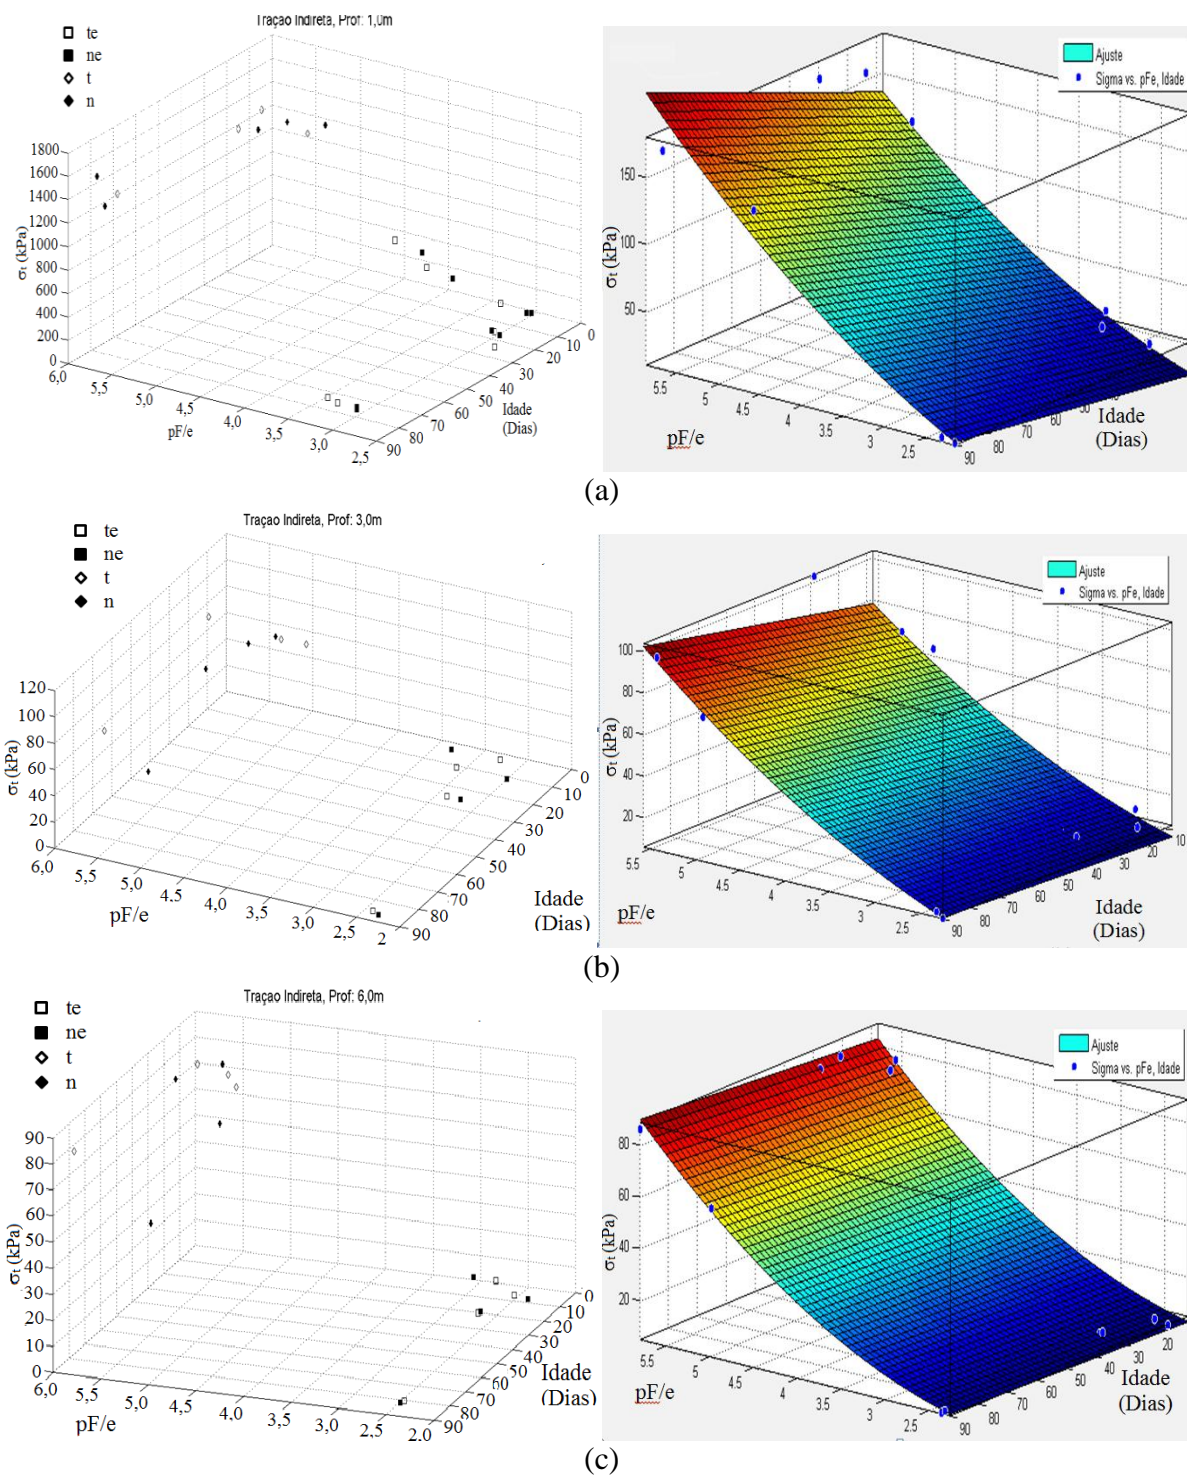 Traçao Indireta, Prof: 1,0m
te
ne
t
n
1800
1600
1400
1200
1000
800
600
400
200
0
σt (kPa)
6,0
5,5
5,0
4,5
4,0
3,5
3,0
2,5
pF/e
90
80
70
60
50
40
30
20
10
0
Idade
(Dias)
Ajuste
Sigma vs. pFe, Idade
150
100
50
σt (kPa)
5.5
5
4.5
4
3.5
3
2.5
pF/e
90
80
70
60
50
Idade
(Dias)
(a)
Traçao Indireta, Prof: 3,0m
te
ne
t
n
120
100
80
60
40
20
0
σt (kPa)
6,0
5,5
5,0
4.5
4,0
3,5
3,0
2,5
2
pF/e
90
80
70
60
50
40
30
20
10
0
Idade
(Dias)
Ajuste
Sigma vs. pFe, Idade
100
80
60
40
20
σt (kPa)
5.5
5
4.5
4
3.5
3
2.5
pF/e
90
80
70
60
50
40
30
20
10
Idade
(Dias)
(b)
Traçao Indireta, Prof: 6,0m
te
ne
t
n
90
80
70
60
50
40
30
20
10
0
σt (kPa)
6,0
5,5
5,0
4,5
4,0
3,5
3,0
2,5
2,0
pF/e
90
80
70
60
50
40
30
20
10
0
Idade
(Dias)
Ajuste
Sigma vs. pFe, Idade
80
60
40
20
σt (kPa)
5.5
5
4.5
4
3.5
3
2.5
pF/e
90
80
70
60
50
40
30
20
Idade
(Dias)
(c)